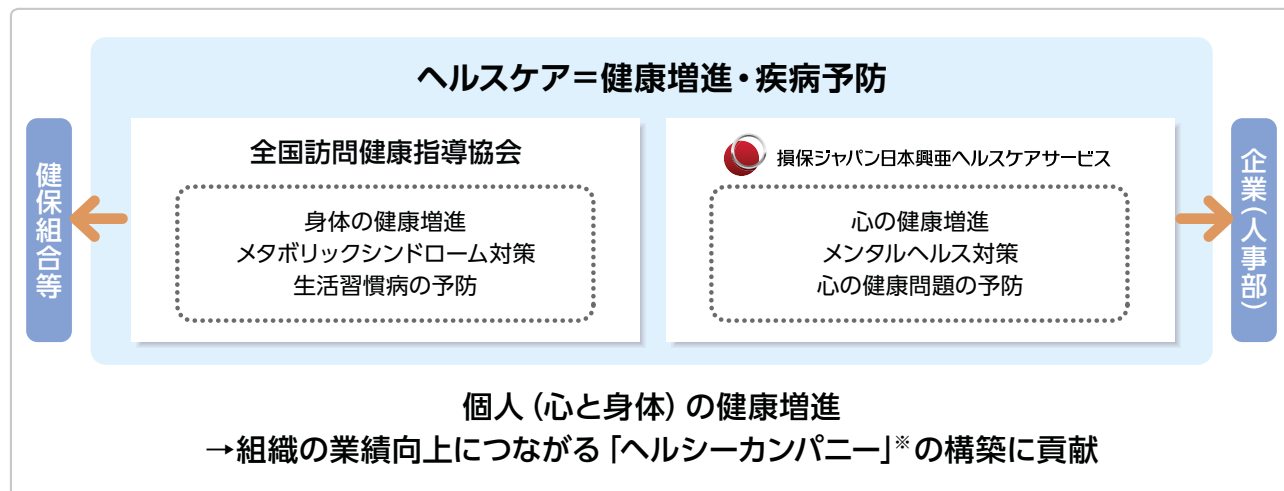 ヘルスケア＝健康増進・疾病予防
健保組合等
全国訪問健康指導協会
身体の健康増進
メタボリックシンドローム対策
生活習慣病の予防
損保ジャパン日本興亜ヘルスケアサービス
心の健康増進
メンタルヘルス対策
心の健康問題の予防
企業（人事部）
個人（心と身体）の健康増進
→組織の業績向上につながる「ヘルシーカンパニー」※の構築に貢献